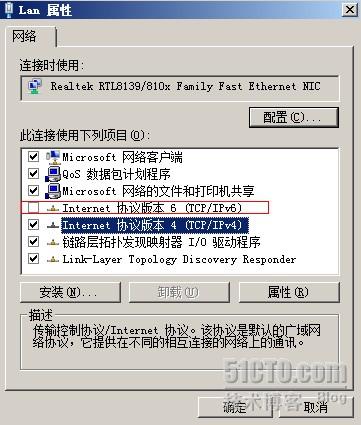 Lan 属性
网络
连接时使用:
Realtek RTL8139/810x Family Fast Ethernet NIC
配置(C)...
此连接使用下列项目(O):
Microsoft 网络客户端
QoS 数据包计划程序
Microsoft 网络的文件和打印机共享
Internet 协议版本 6 (TCP/IPv6)
Internet 协议版本 4 (TCP/IPv4)
链路层拓扑发现映射器 I/O 驱动程序
Link-Layer Topology Discovery Responder
安装(N)... 卸载(U) 属性(R)
描述
传输控制协议/Internet 协议。该协议是默认的广域网
络协议，它提供在不同的相互连接的网络上的通讯。
51CTO.com
技术博客 Blog
确定 取消